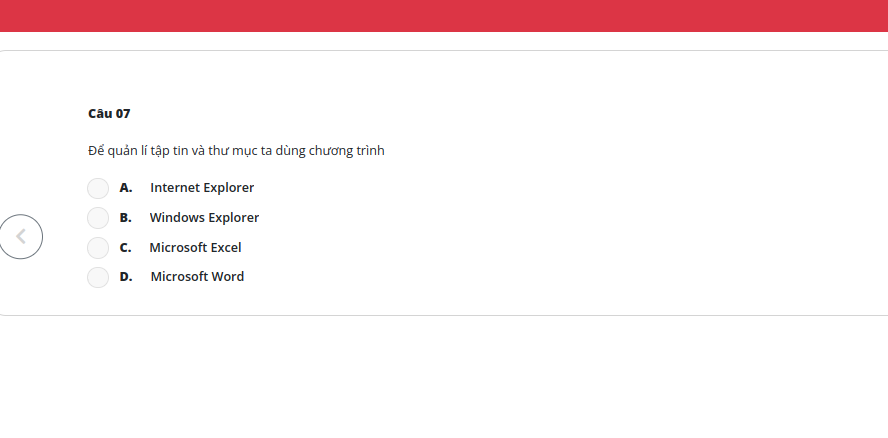 Câu 07
Để quản lí tập tin và thư mục ta dùng chương trình
A. Internet Explorer
B. Windows Explorer
C. Microsoft Excel
D. Microsoft Word